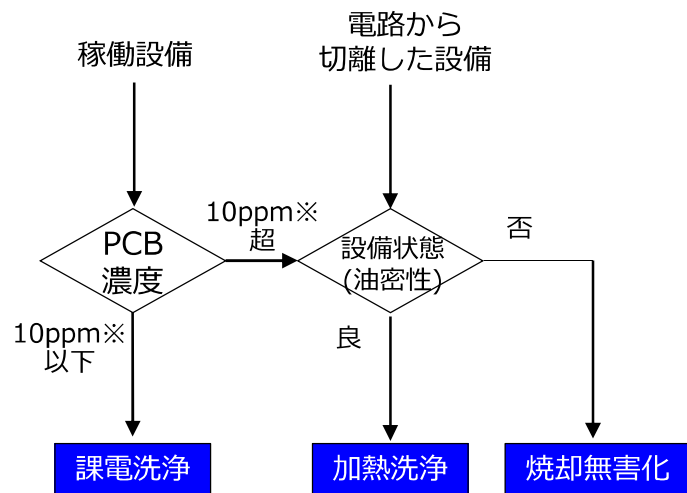 稼働設備
電路から
切離した設備
PCB
濃度
10ppm※
超
設備状態
(油密性)
否
10ppm※
以下
良
課電洗浄
加熱洗浄
焼却無害化